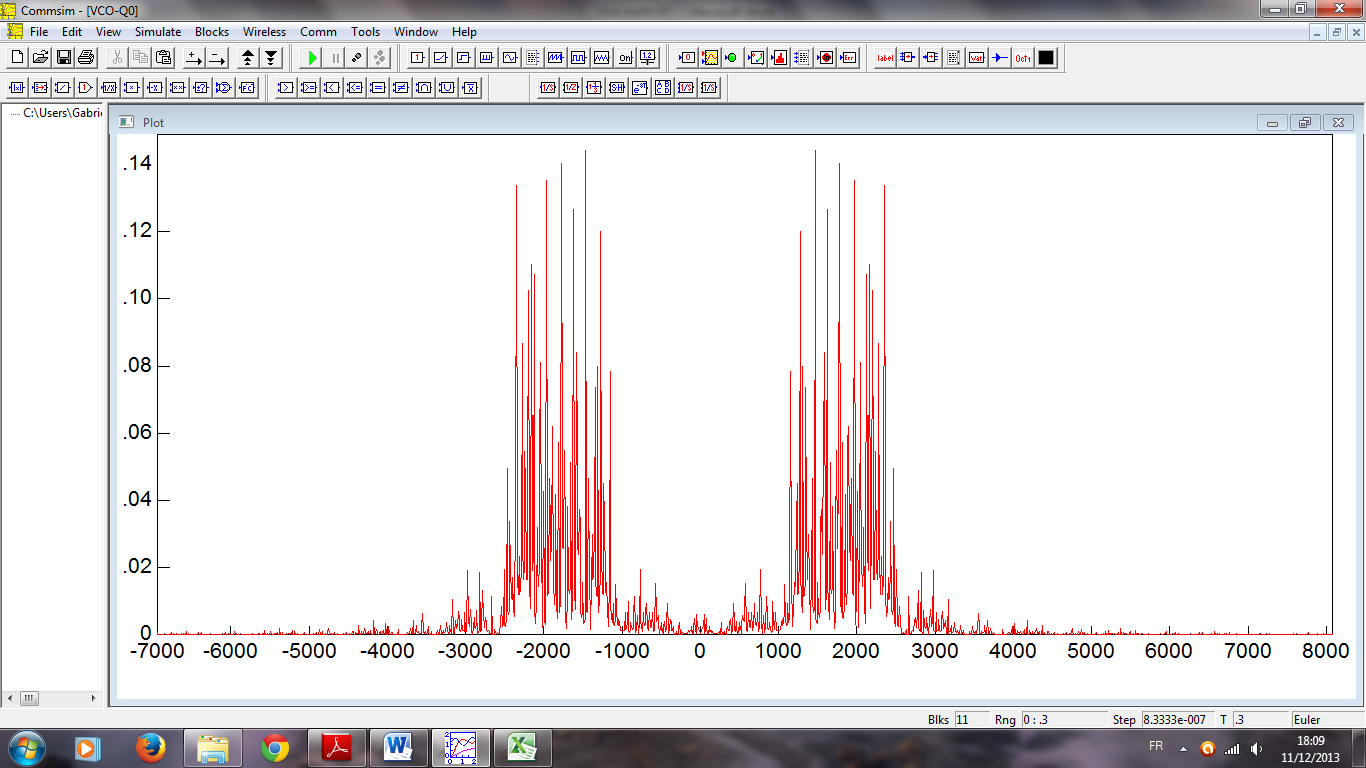 Commsim - [VCO-Q0]
File Edit View Simulate Blocks Wireless Comm Tools Window Help
C:\Users\Gabrie
Plot
.14
.12
.10
.08
.06
.04
.02
0
-7000 -6000 -5000 -4000 -3000 -2000 -1000 0 1000 2000 3000 4000 5000 6000 7000 8000
Blks 11 Rng 0 : .3 Step 8.3333e-007 T .3 Euler
FR
18:09
11/12/2013